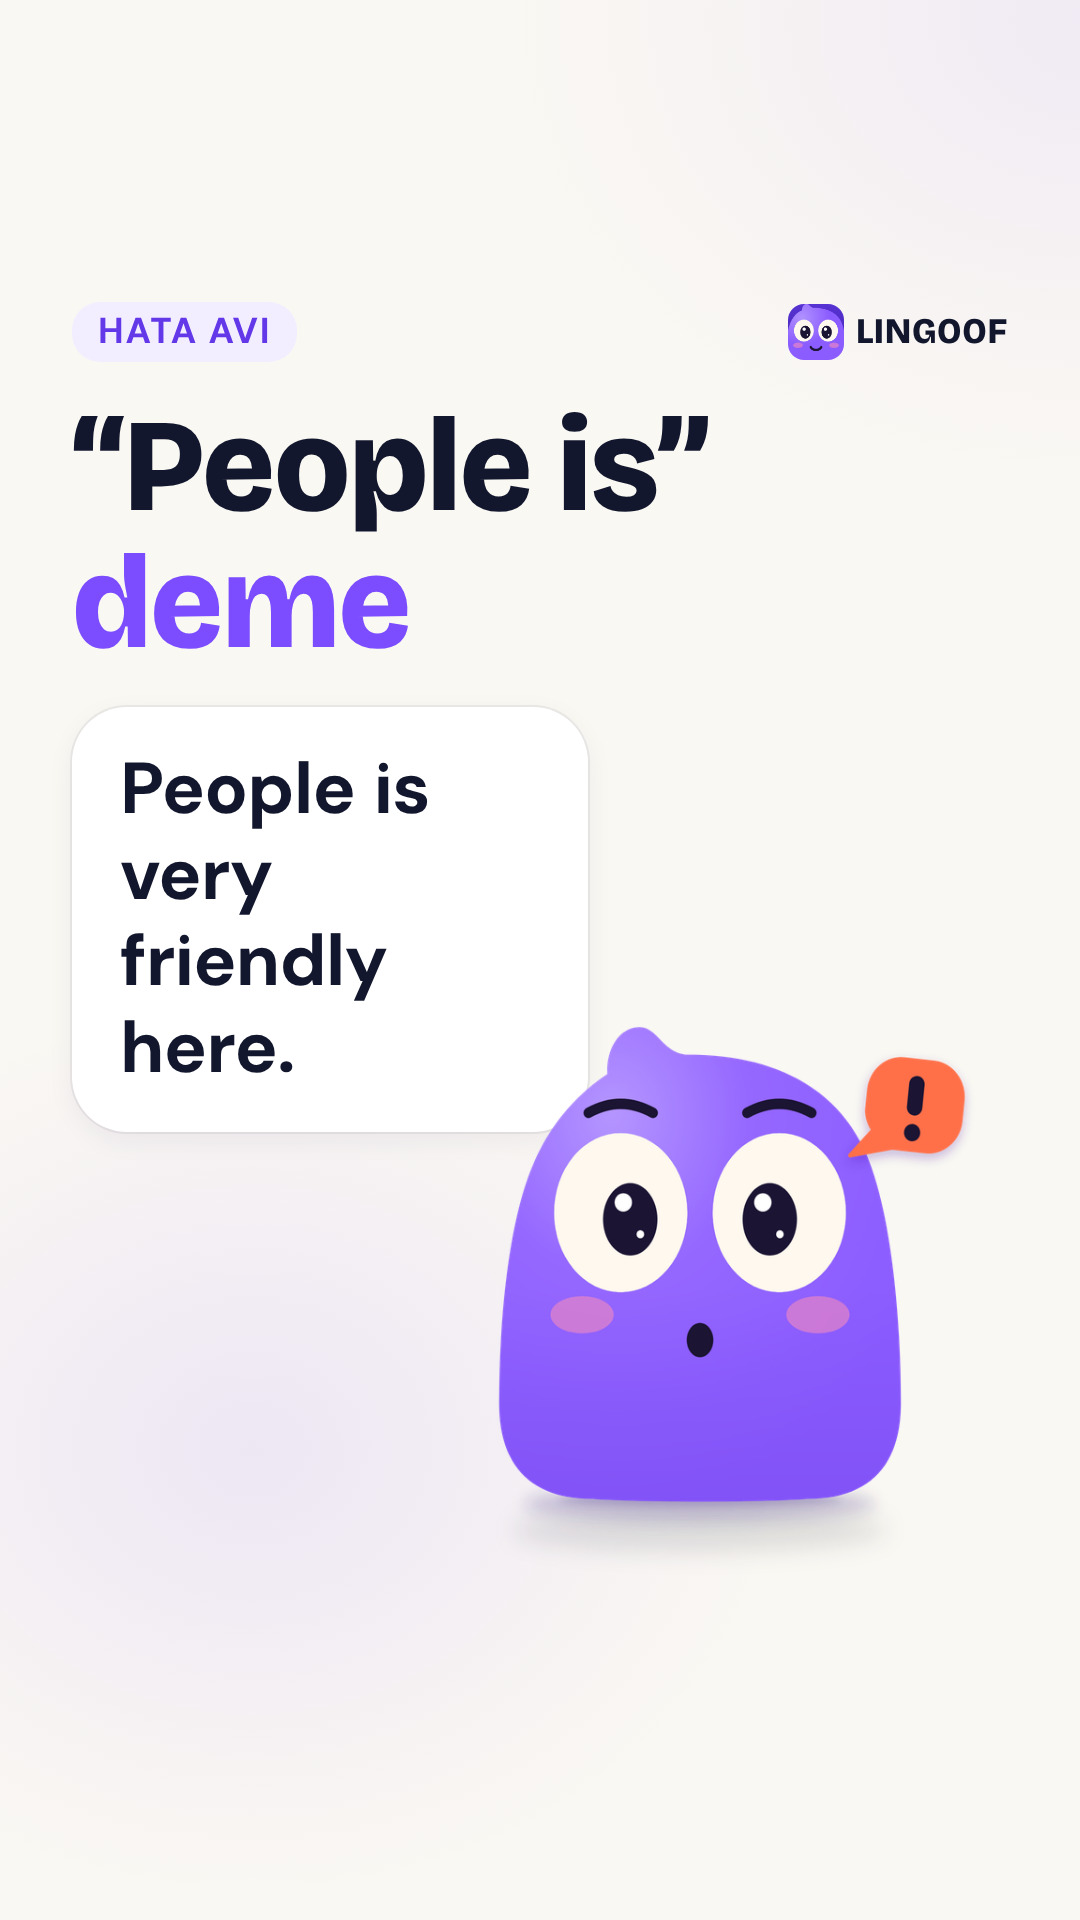 HATA AVI
LINGOOF
“People is”
deme
People is
very
friendly
here.
!